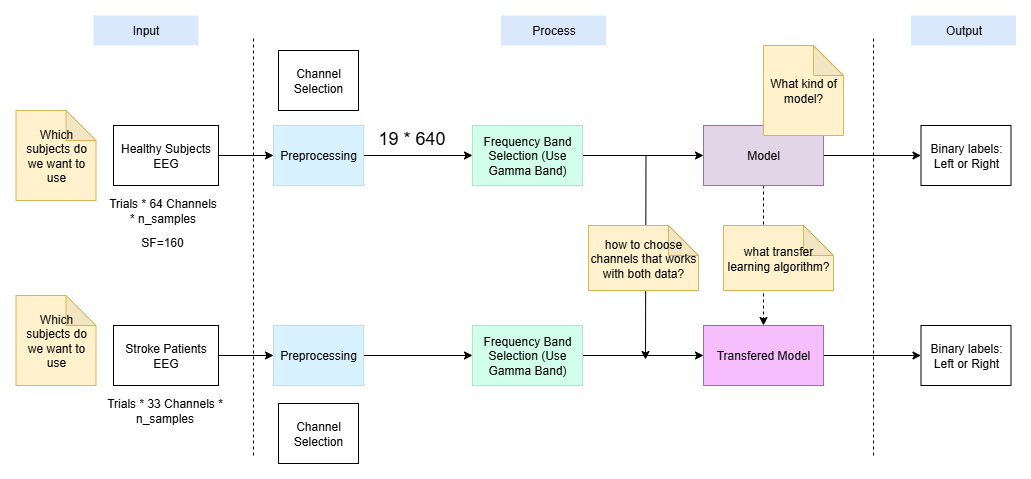 Input
Process
Output
Channel
Selection
What kind of
model?
Which
subjects do
we want to
use
Healthy Subjects
EEG
Preprocessing
19 * 640
Frequency Band
Selection (Use
Gamma Band)
Model
Binary labels:
Left or Right
Trials * 64 Channels
* n_samples
SF=160
how to choose
channels that works
with both data?
what transfer
learning algorithm?
Which
subjects do
we want to
use
Stroke Patients
EEG
Preprocessing
Frequency Band
Selection (Use
Gamma Band)
Transfered Model
Binary labels:
Left or Right
Trials * 33 Channels *
n_samples
Channel
Selection